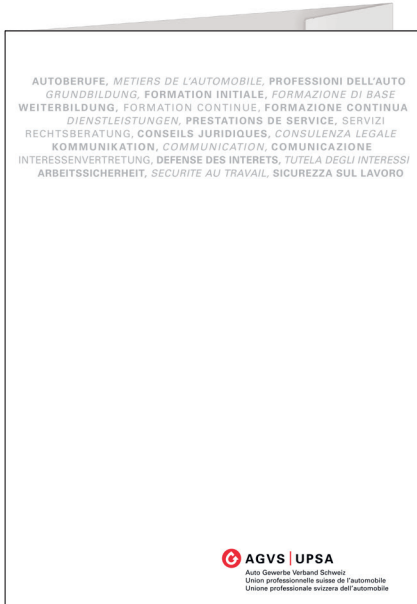 AUTOBERUFE, METIERS DE L'AUTOMOBILE, PROFESSIONI DELL'AUTO
GRUNDBILDUNG, FORMATION INITIALE, FORMAZIONE DI BASE
WEITERBILDUNG, FORMATION CONTINUE, FORMAZIONE CONTINUA
DIENSTLEISTUNGEN, PRESTATIONS DE SERVICE, SERVIZI
RECHTSBERATUNG, CONSEILS JURIDIQUES, CONSULENZA LEGALE
KOMMUNIKATION, COMMUNICATION, COMUNICAZIONE
INTERESSENVERTRETUNG, DEFENSE DES INTERETS, TUTELA DEGLI INTERESSI
ARBEITSSICHERHEIT, SECURITE AU TRAVAIL, SICUREZZA SUL LAVORO
AGVS | UPSA
Auto Gewerbe Verband Schweiz
Union professionnelle suisse de l'automobile
Unione professionale svizzera dell'automobile